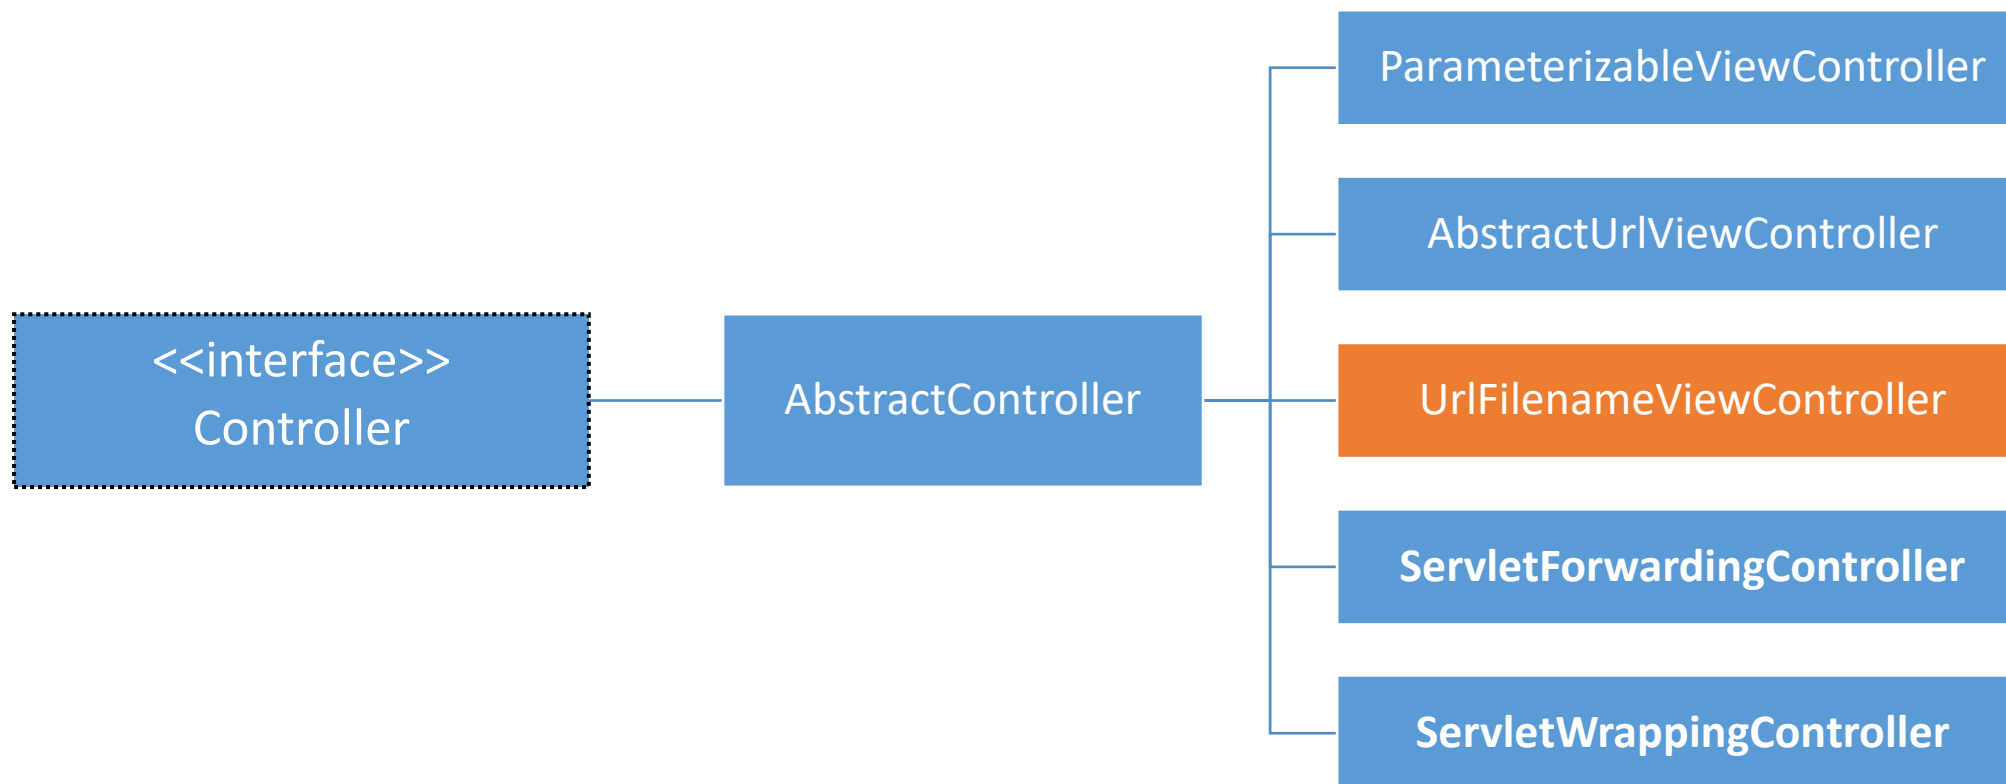 <<interface>>
Controller
AbstractController
ParameterizableViewController
AbstractUrlViewController
UrlFilenameViewController
ServletForwardingController
ServletWrappingController